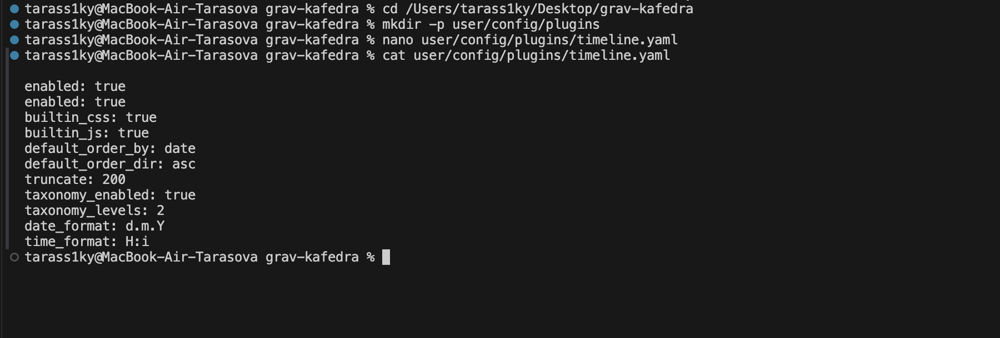 tarass1ky@MacBook-Air-Tarasova grav-kafedra % cd /Users/tarass1ky/Desktop/grav-kafedra
tarass1ky@MacBook-Air-Tarasova grav-kafedra % mkdir -p user/config/plugins
tarass1ky@MacBook-Air-Tarasova grav-kafedra % nano user/config/plugins/timeline.yaml
tarass1ky@MacBook-Air-Tarasova grav-kafedra % cat user/config/plugins/timeline.yaml
enabled: true
enabled: true
builtin_css: true
builtin_js: true
default_order_by: date
default_order_dir: asc
truncate: 200
taxonomy_enabled: true
taxonomy_levels: 2
date_format: d.m.Y
time_format: H:i
tarass1ky@MacBook-Air-Tarasova grav-kafedra %